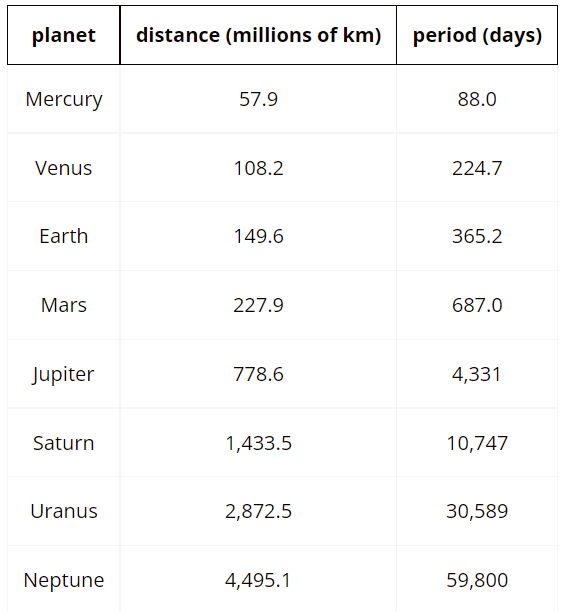 planet distance (millions of km) period (days)
Mercury 57.9 88.0
Venus 108.2 224.7
Earth 149.6 365.2
Mars 227.9 687.0
Jupiter 778.6 4,331
Saturn 1,433.5 10,747
Uranus 2,872.5 30,589
Neptune 4,495.1 59,800